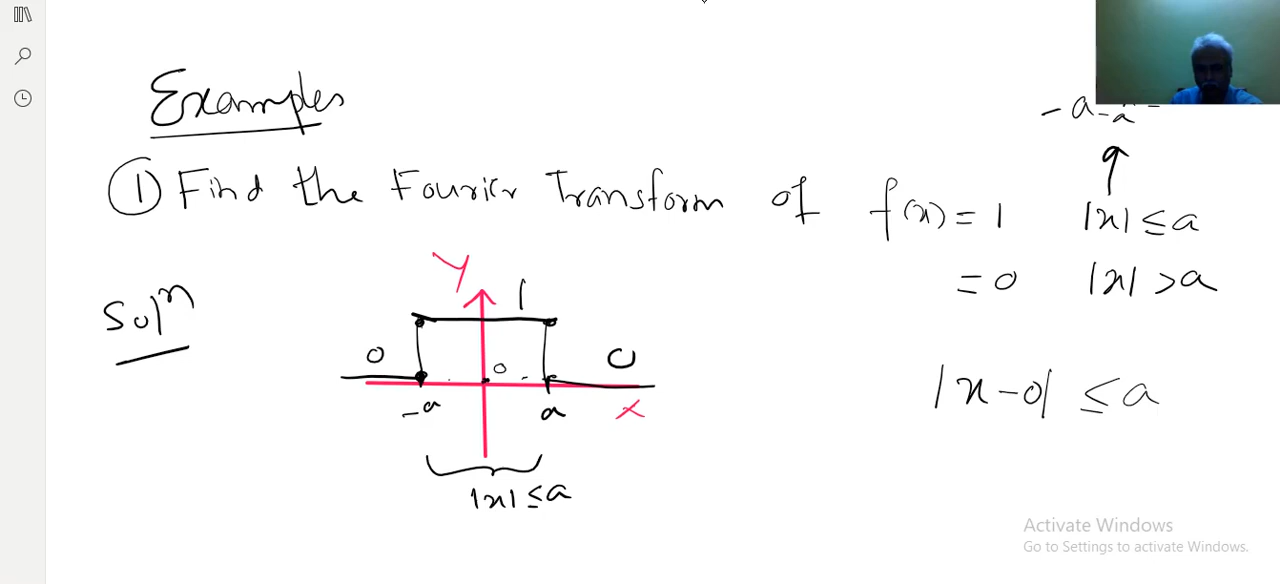 Examples
① Find the Fourier Transform of f(x) = 1 |x| ≤ a
= 0 |x| > a
Solⁿ
Y
1
0
0
0
-a
a
X
|x| ≤ a
|x-0| ≤ a
Activate Windows
Go to Settings to activate Windows.